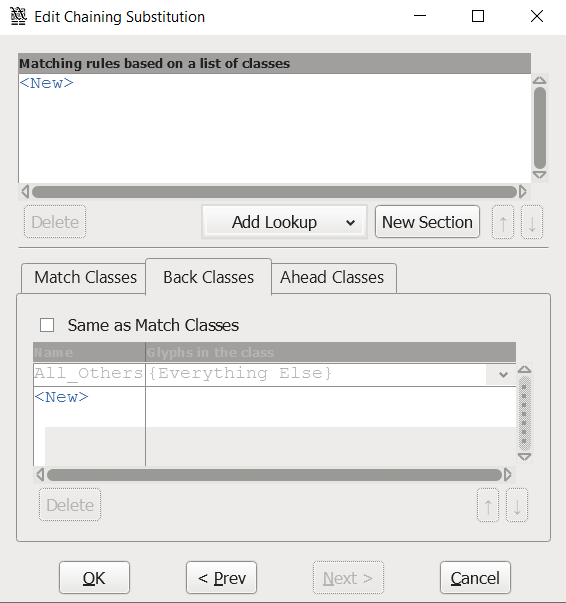 Edit Chaining Substitution
Matching rules based on a list of classes
<New>
Delete Add Lookup New Section ↑ ↓
Match Classes Back Classes Ahead Classes
Same as Match Classes
Name Glyphs in the class
All_Others {Everything Else}
<New>
Delete ↑ ↓
OK < Prev Next > Cancel